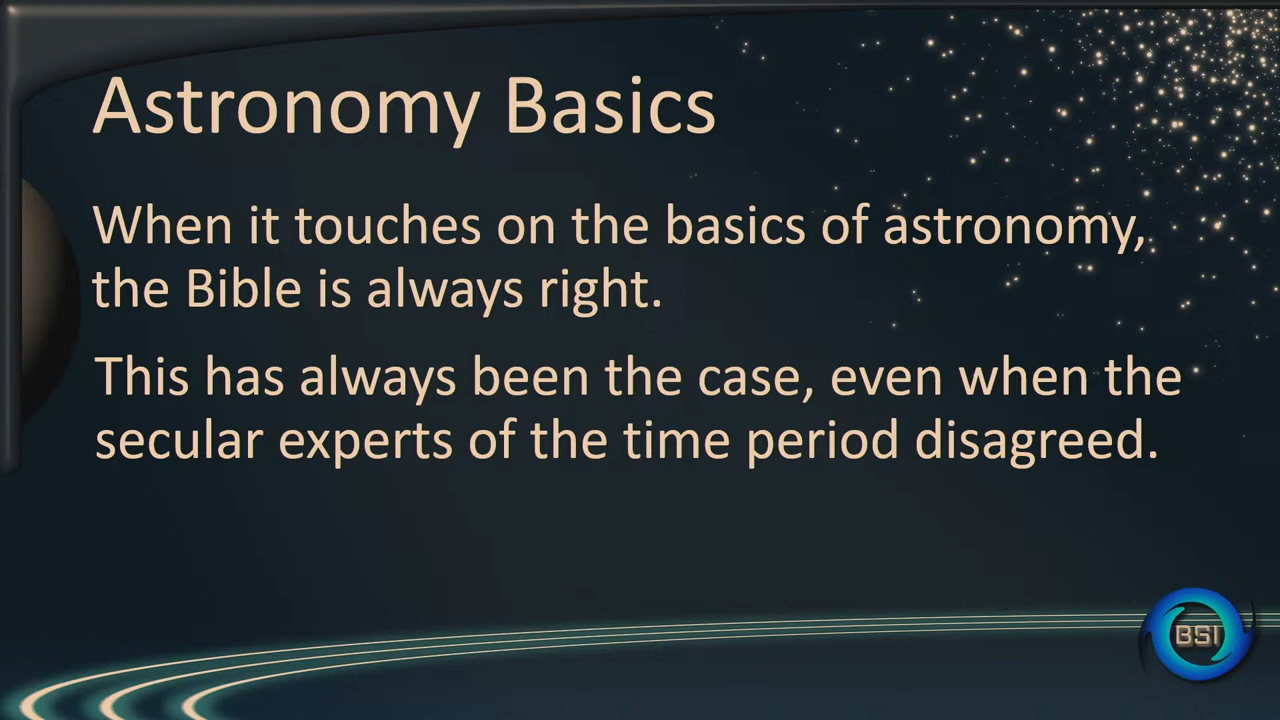 Astronomy Basics
When it touches on the basics of astronomy,
the Bible is always right.
This has always been the case, even when the
secular experts of the time period disagreed.
BSI